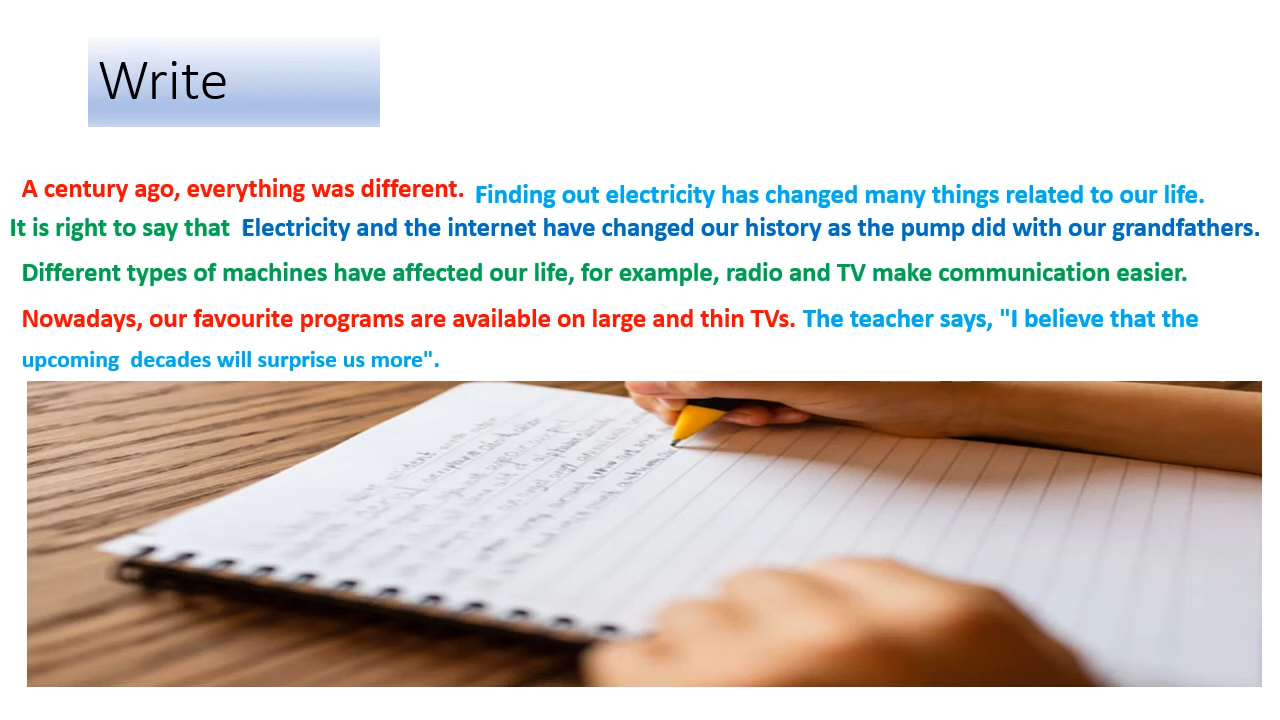 Write
A century ago, everything was different. Finding out electricity has changed many things related to our life.
It is right to say that Electricity and the internet have changed our history as the pump did with our grandfathers.
Different types of machines have affected our life, for example, radio and TV make communication easier.
Nowadays, our favourite programs are available on large and thin TVs. The teacher says, "I believe that the
upcoming decades will surprise us more".